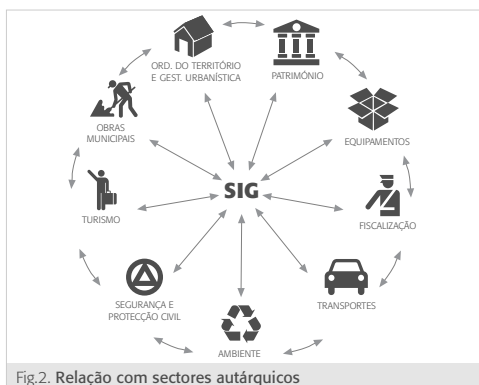 ORD. DO TERRITÓRIO
E GEST. URBANÍSTICA
PATRIMÓNIO
OBRAS
MUNICIPAIS
EQUIPAMENTOS
SIG
TURISMO
FISCALIZAÇÃO
SEGURANÇA E
PROTECÇÃO CIVIL
TRANSPORTES
AMBIENTE
Fig.2. Relação com sectores autárquicos